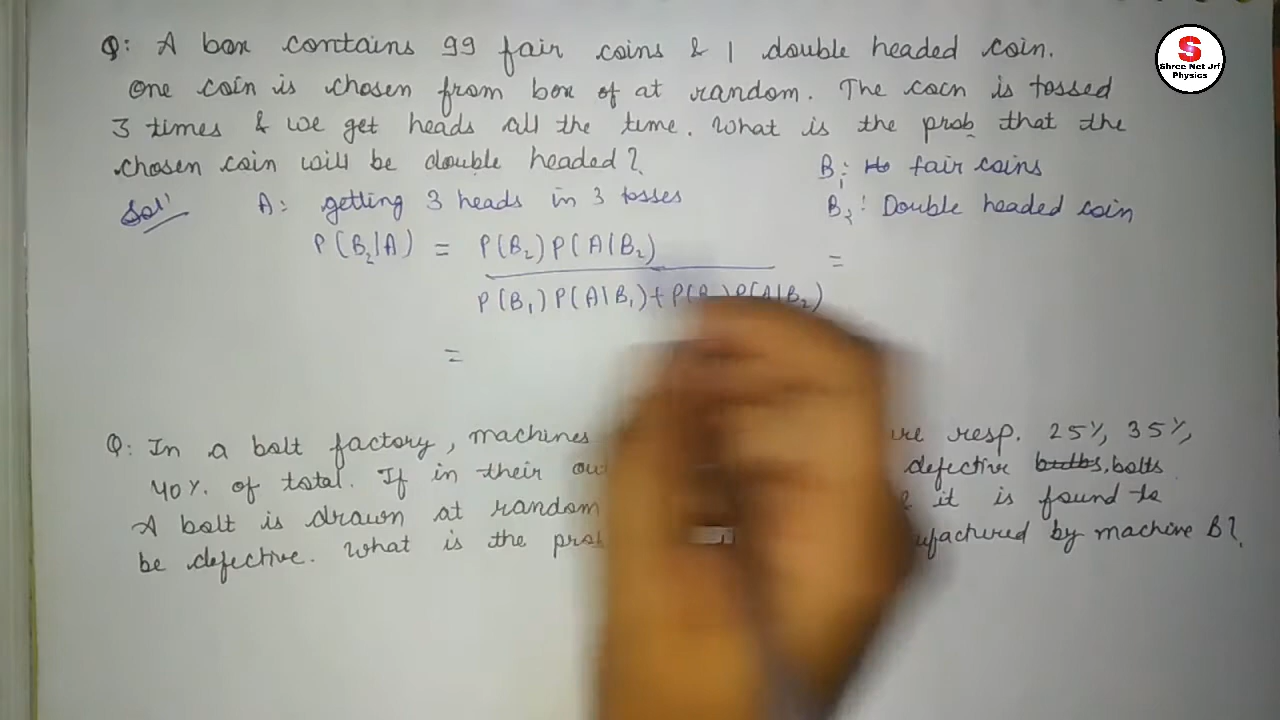 Q: A box contains 99 fair coins & 1 double headed coin.
One coin is chosen from box of at random. The coin is tossed
3 times & we get heads all the time. What is the prob that the
chosen coin will be double headed?
B1: fair coins
Sol' A: getting 3 heads in 3 tosses
B2: Double headed coin
P(B2|A) = P(B2)P(A|B2) =
P(B1)P(A|B1)+P(B P(A|B2)
=
Q: In a bolt factory, machines resp. 25%, 35%,
40% of total. If in their defective bulbs, bolts
A bolt is drawn at random it is found to
be defective. What is the by machine B?
S
Shree Net Jrf
Physics